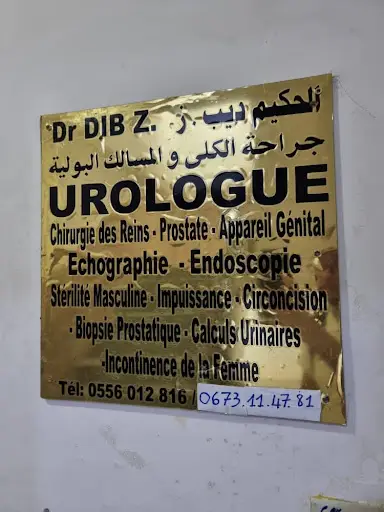 Dr DIB Z. الحكيم ديب . ز
جراحة الكلى و المسالك البولية
UROLOGUE
Chirurgie des Reins - Prostate - Appareil Génital
Echographie - Endoscopie
Stérilité Masculine - Impuissance - Circoncision
- Biopsie Prostatique - Calculs Urinaires
-Incontinence de la Femme
Tél: 0556 012 816 / 0673.11.47.81